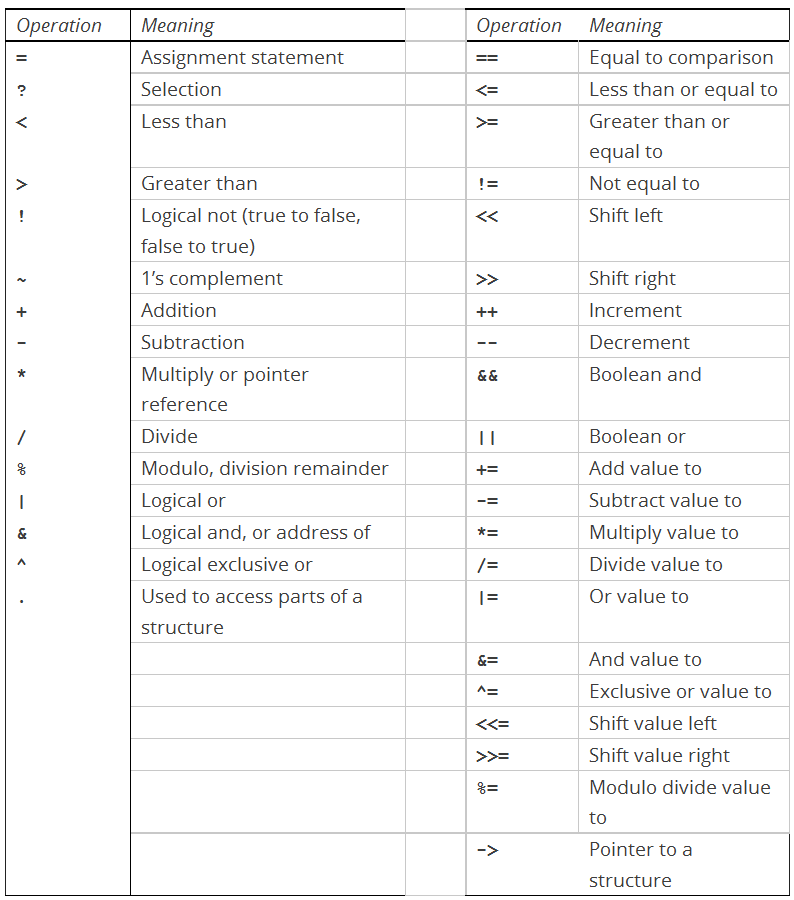 Operation Meaning Operation Meaning
= Assignment statement == Equal to comparison
? Selection <= Less than or equal to
< Less than >= Greater than or
equal to
> Greater than != Not equal to
! Logical not (true to false, << Shift left
false to true)
~ 1’s complement >> Shift right
+ Addition ++ Increment
- Subtraction -- Decrement
* Multiply or pointer && Boolean and
reference
/ Divide || Boolean or
% Modulo, division remainder += Add value to
| Logical or -= Subtract value to
& Logical and, or address of *= Multiply value to
^ Logical exclusive or /= Divide value to
. Used to access parts of a |= Or value to
structure
&= And value to
^= Exclusive or value to
<<= Shift value left
>>= Shift value right
%= Modulo divide value
to
-> Pointer to a
structure